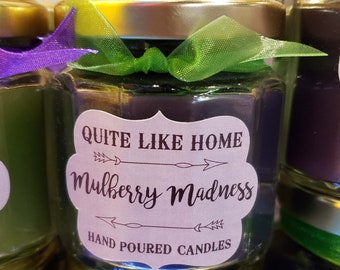 QUITE LIKE HOME
Mulberry Madness
HAND POURED CANDLES